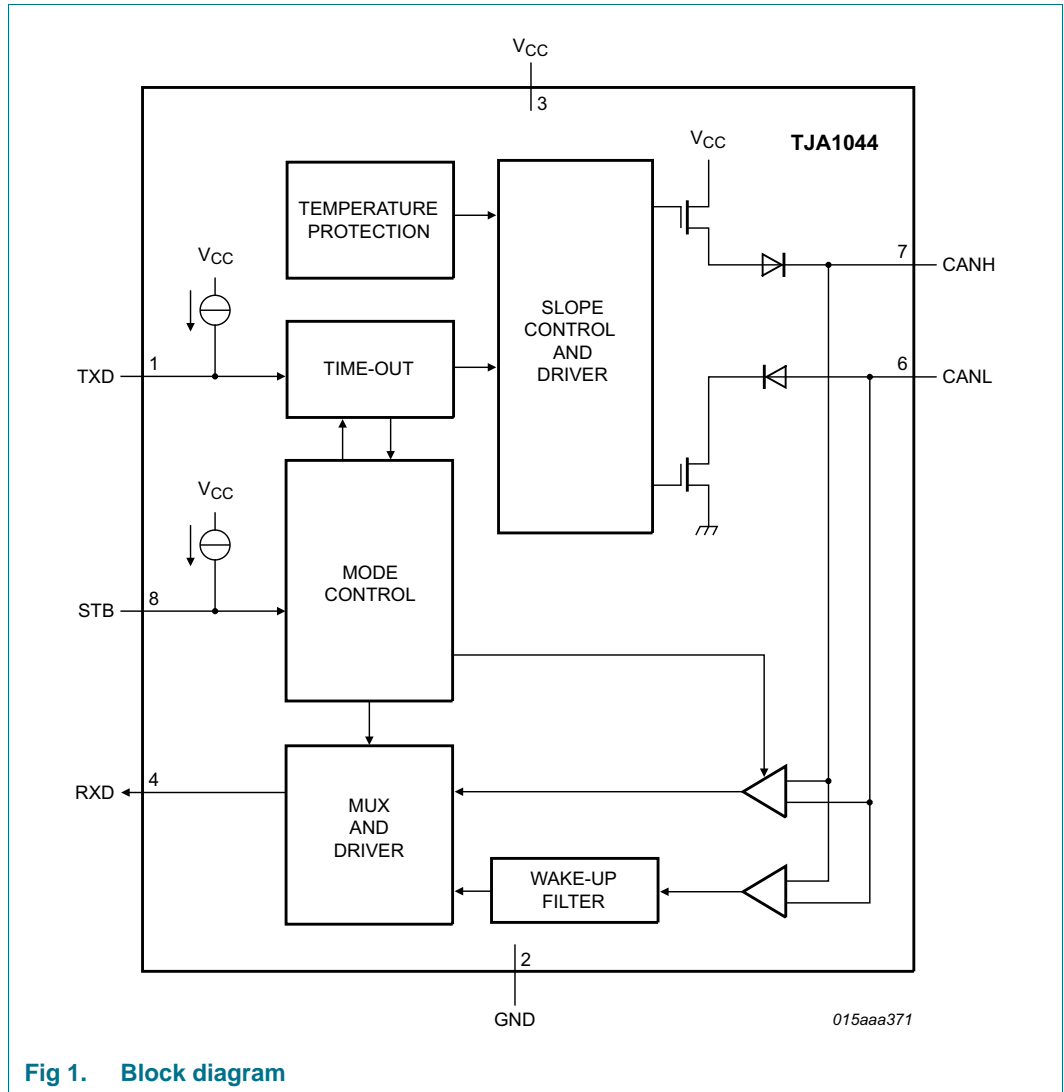 VCC
3
TJA1044
VCC
TEMPERATURE
PROTECTION
VCC
SLOPE
CONTROL
AND
DRIVER
7
CANH
TXD
1
TIME-OUT
6
CANL
VCC
MODE
CONTROL
STB
8
RXD
4
MUX
AND
DRIVER
WAKE-UP
FILTER
2
GND
015aaa371
Fig 1. Block diagram